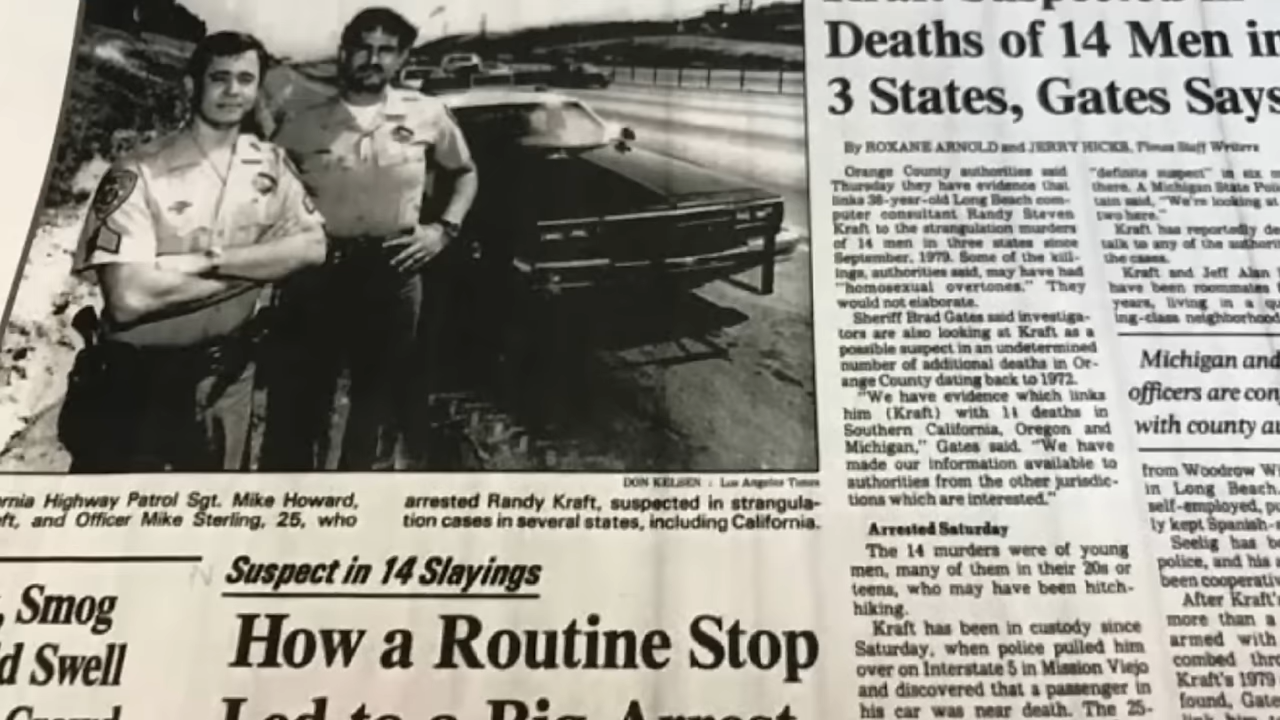 Deaths of 14 Men in
3 States, Gates Says
By ROXANE ARNOLD and JERRY HICKS, Times Staff Writers
Orange County authorities said
Thursday they have evidence that
links 38-year-old Long Beach com-
puter consultant Randy Steven
Kraft to the strangulation murders
of 14 men in three states since
September, 1979. Some of the kill-
ings, authorities said, may have had
"homosexual overtones." They
would not elaborate.
Sheriff Brad Gates said investiga-
tors are also looking at Kraft as a
possible suspect in an undetermined
number of additional deaths in Or-
ange County dating back to 1972.
"We have evidence which links
him (Kraft) with 14 deaths in
Southern California, Oregon and
Michigan," Gates said. "We have
made our information available to
authorities from the other jurisdic-
tions which are interested."
Arrested Saturday
The 14 murders were of young
men, many of them in their 20s or
teens, who may have been hitch-
hiking.
Kraft has been in custody since
Saturday, when police pulled him
over on Interstate 5 in Mission Viejo
and discovered that a passenger in
his car was near death. The 25-
"definite suspect" in six
there. A Michigan State
tain said, "We're looking at
two here."
Kraft has reportedly
talk to any of the
the cases.
Kraft and Jeff Alan
have been roommates
years, living in a
ing-class neighborhood
Michigan and
officers are
with county
from Woodrow
in Long Beach,
self-employed,
ly kept Spanish-
Seelig has
police, and his
been
After Kraft's
more than a
armed with
combed
Kraft's 1979
found,
DON KELSEN / Los Angeles Times
Highway Patrol Sgt. Mike Howard,
and Officer Mike Sterling, 25, who
arrested Randy Kraft, suspected in strangula-
tion cases in several states, including California.
Smog
Swell
Suspect in 14 Slayings
How a Routine Stop
Led to a Big Arrest